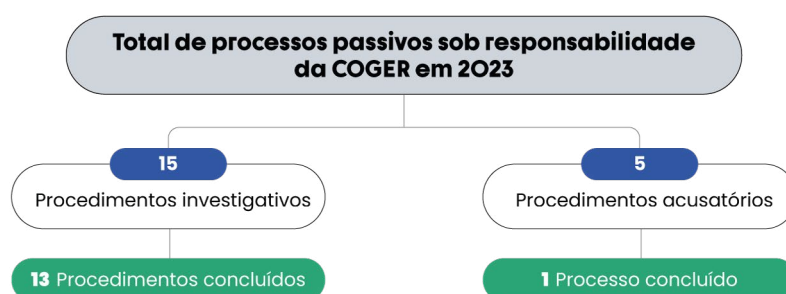 Total de processos passivos sob responsabilidade
da COGER em 2023
15
Procedimentos investigativos
13 Procedimentos concluídos
5
Procedimentos acusatórios
1 Processo concluído